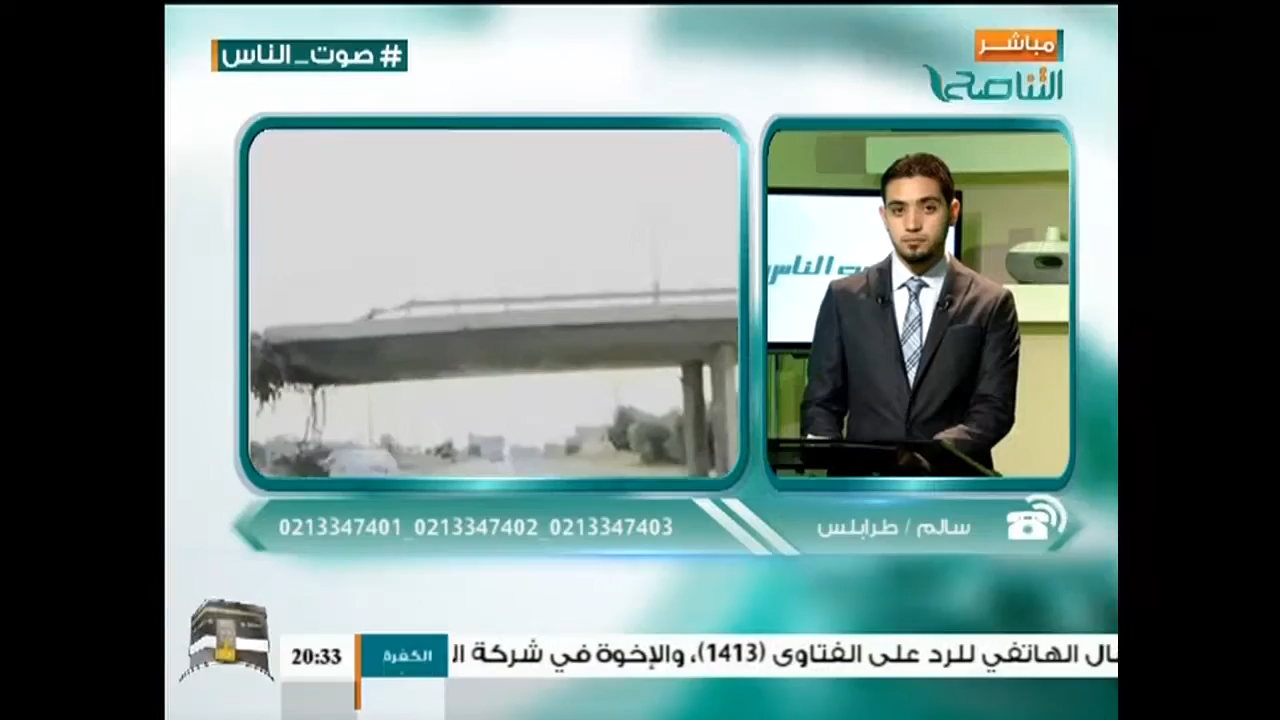 مباشر
التناصح
#صوت_الناس
الناس
سالم / طرابلس
0213347401_0213347402_0213347403
ال الهاتفي للرد على الفتاوى (1413)، والإخوة في شركة ال
الكفرة
20:33